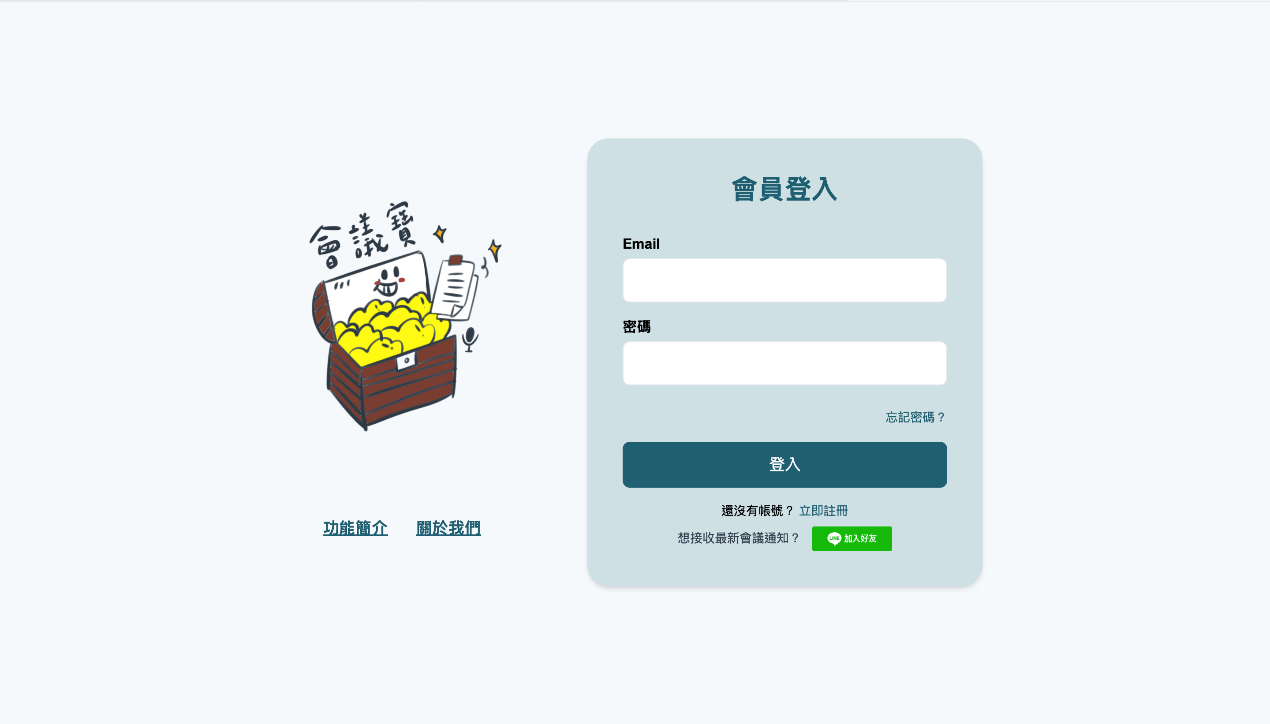 會議寶
功能簡介 關於我們
會員登入
Email
密碼
忘記密碼？
登入
還沒有帳號？ 立即註冊
想接收最新會議通知？ LINE 加入好友